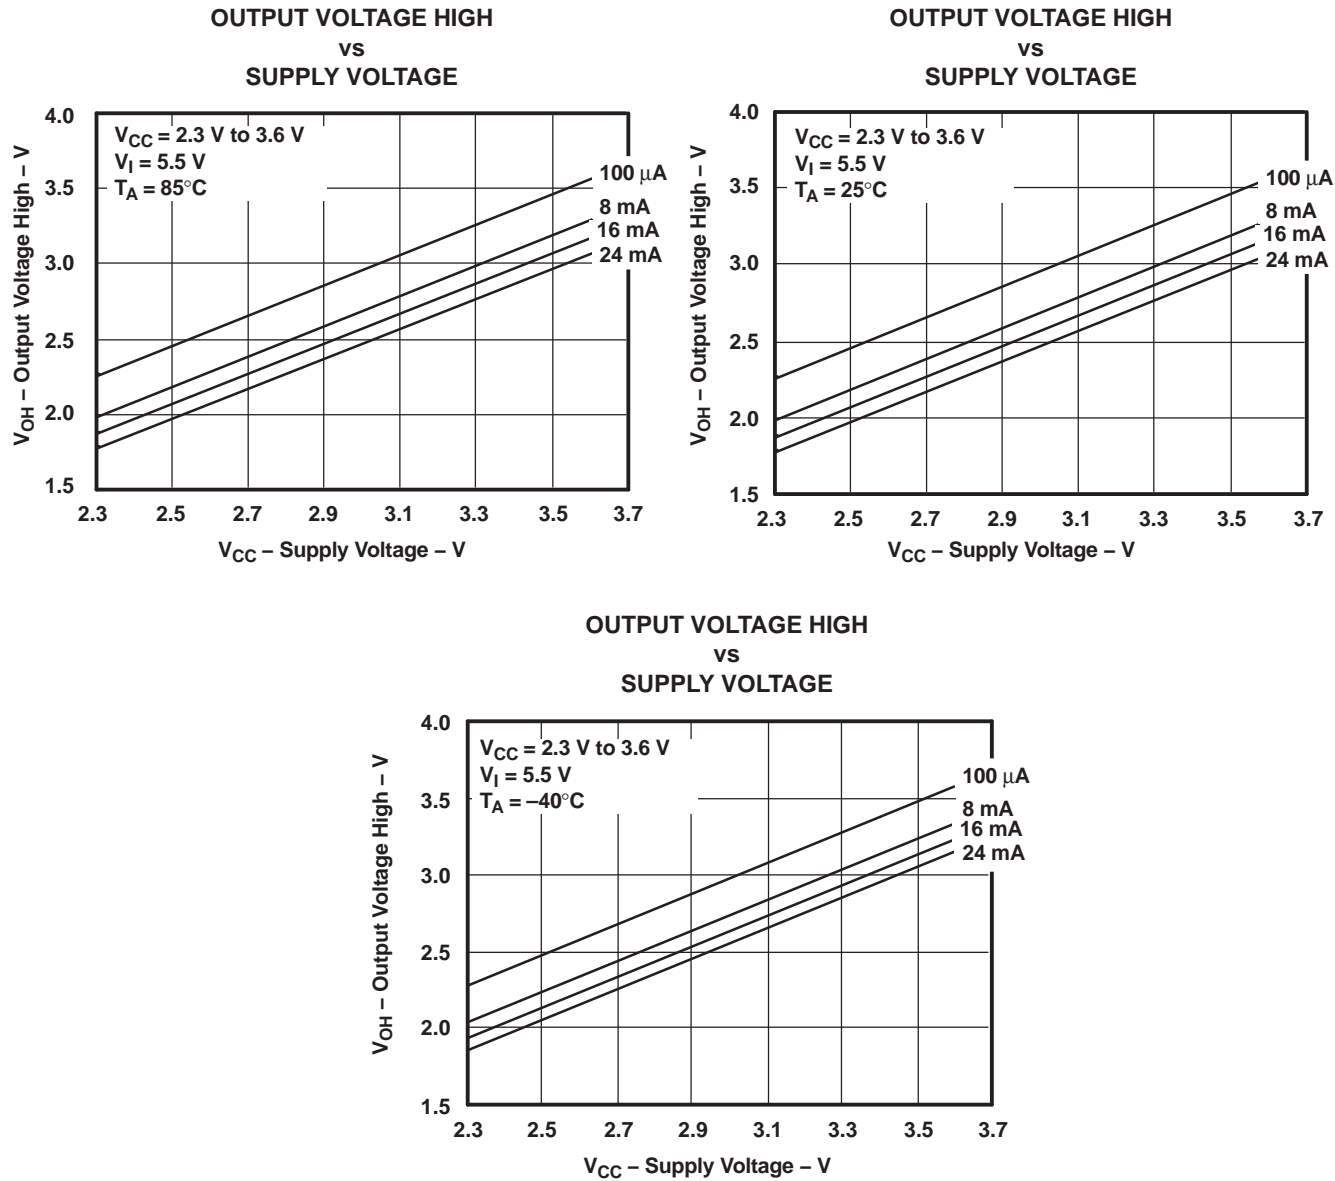 OUTPUT VOLTAGE HIGH
vs
SUPPLY VOLTAGE
4.0
3.5
3.0
2.5
2.0
1.5
VOH – Output Voltage High – V
VCC = 2.3 V to 3.6 V
VI = 5.5 V
TA = 85°C
100 μA
8 mA
16 mA
24 mA
2.3 2.5 2.7 2.9 3.1 3.3 3.5 3.7
VCC – Supply Voltage – V
OUTPUT VOLTAGE HIGH
vs
SUPPLY VOLTAGE
4.0
3.5
3.0
2.5
2.0
1.5
VOH – Output Voltage High – V
VCC = 2.3 V to 3.6 V
VI = 5.5 V
TA = 25°C
100 μA
8 mA
16 mA
24 mA
2.3 2.5 2.7 2.9 3.1 3.3 3.5 3.7
VCC – Supply Voltage – V
OUTPUT VOLTAGE HIGH
vs
SUPPLY VOLTAGE
4.0
3.5
3.0
2.5
2.0
1.5
VOH – Output Voltage High – V
VCC = 2.3 V to 3.6 V
VI = 5.5 V
TA = –40°C
100 μA
8 mA
16 mA
24 mA
2.3 2.5 2.7 2.9 3.1 3.3 3.5 3.7
VCC – Supply Voltage – V